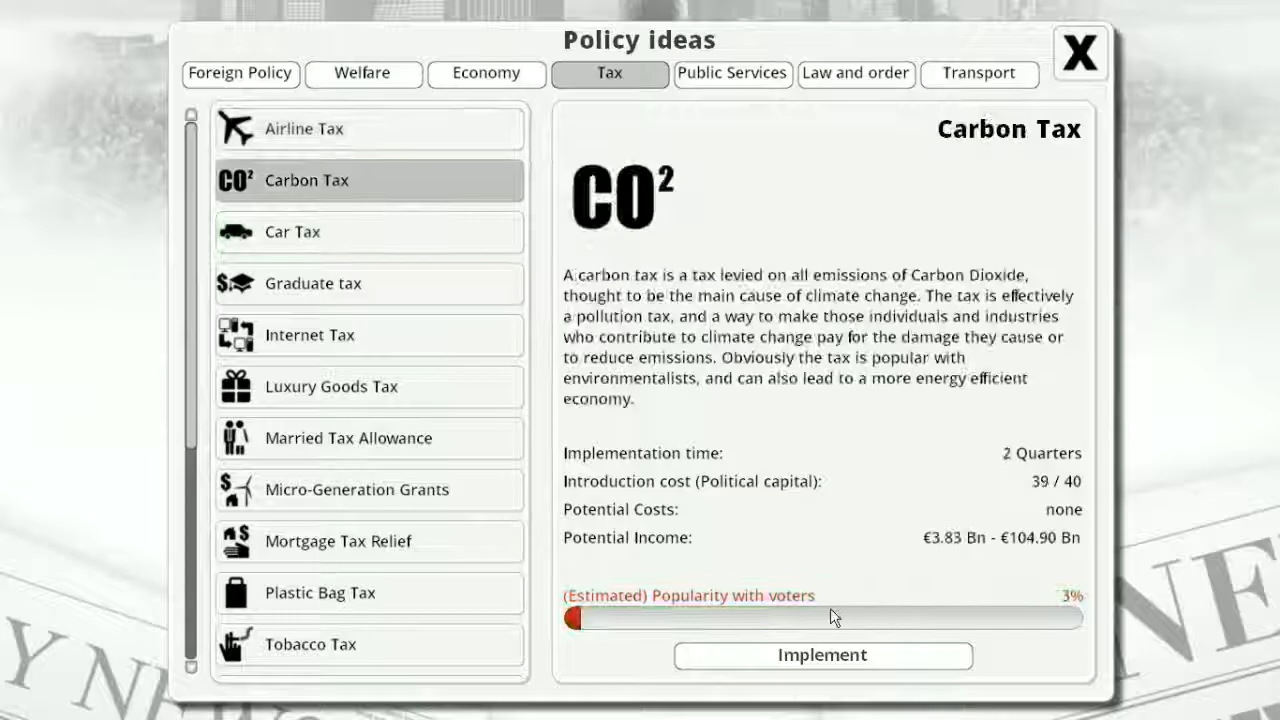 Policy ideas
X
Foreign Policy
Welfare
Economy
Tax
Public Services
Law and order
Transport
Airline Tax
CO² Carbon Tax
Car Tax
Graduate tax
Internet Tax
Luxury Goods Tax
Married Tax Allowance
Micro-Generation Grants
Mortgage Tax Relief
Plastic Bag Tax
Tobacco Tax
Carbon Tax
CO²
A carbon tax is a tax levied on all emissions of Carbon Dioxide,
thought to be the main cause of climate change. The tax is effectively
a pollution tax, and a way to make those individuals and industries
who contribute to climate change pay for the damage they cause or
to reduce emissions. Obviously the tax is popular with
environmentalists, and can also lead to a more energy efficient
economy.
Implementation time: 2 Quarters
Introduction cost (Political capital): 39 / 40
Potential Costs: none
Potential Income: €3.83 Bn - €104.90 Bn
(Estimated) Popularity with voters 3%
Implement
Y NEW
NE